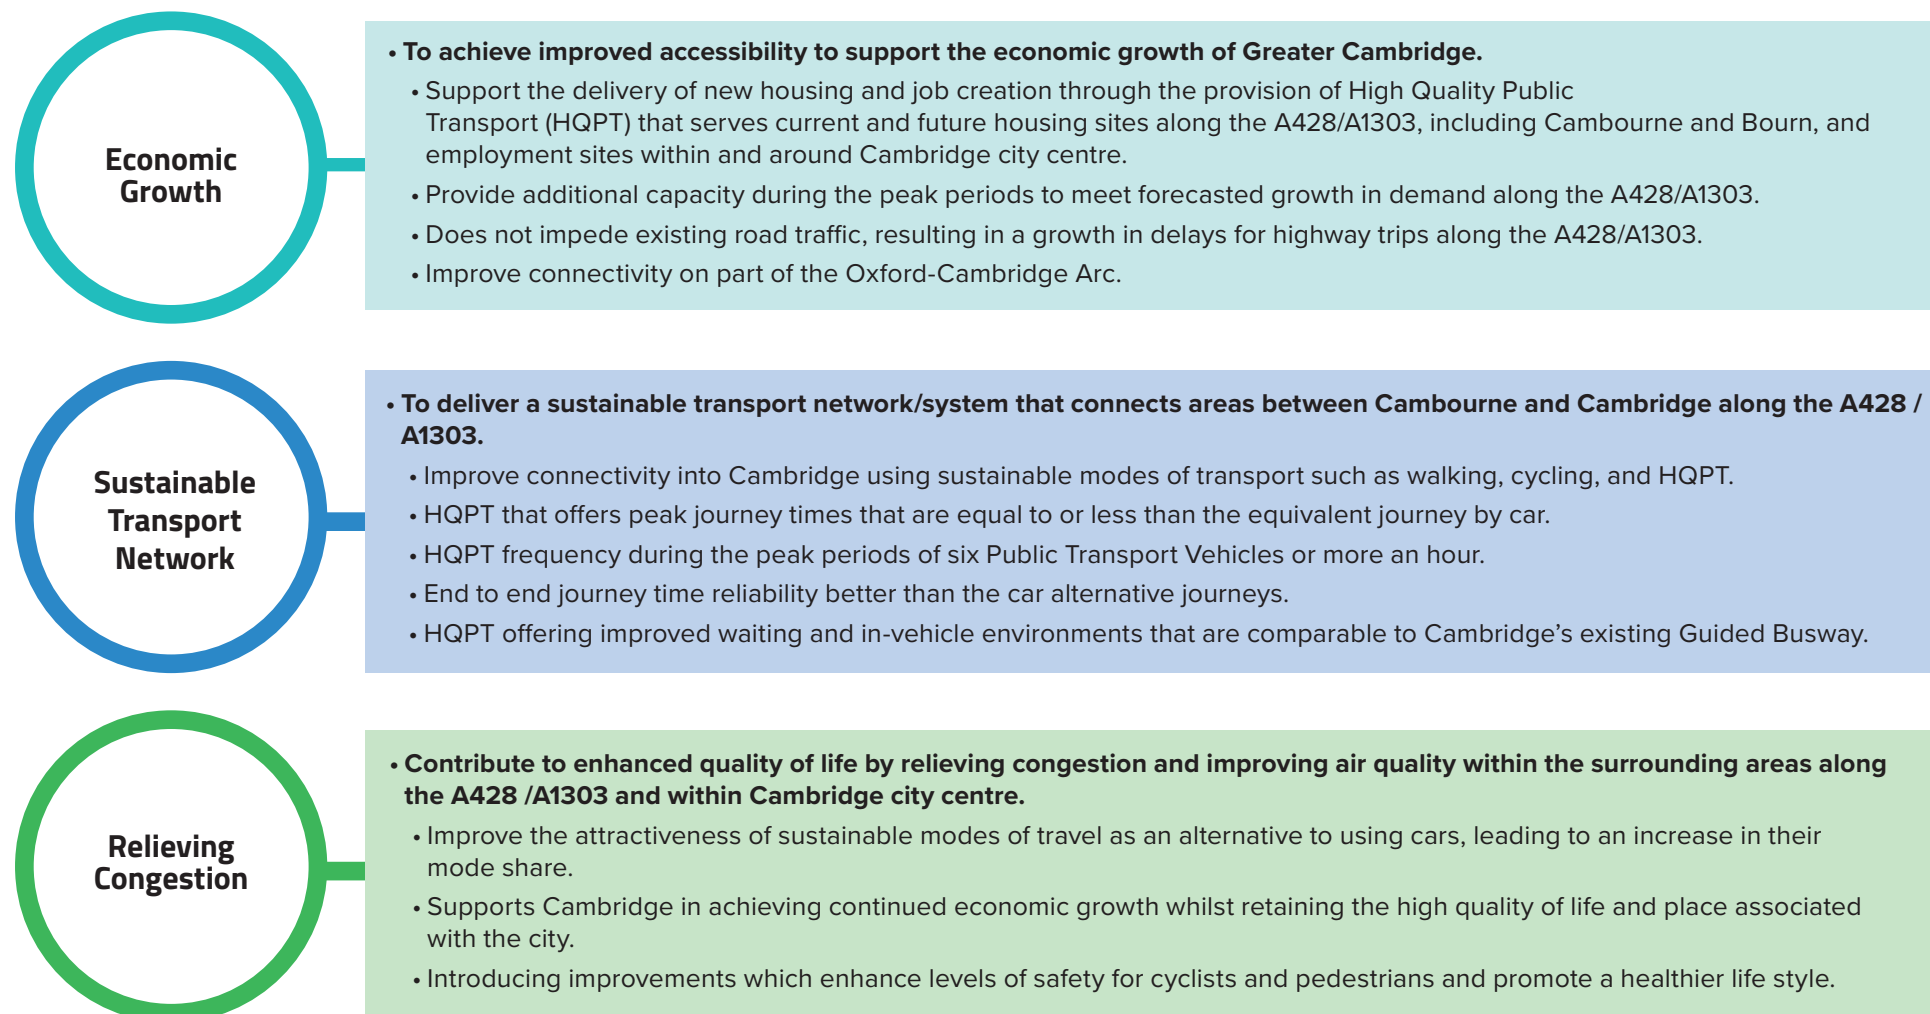 Economic
Growth
• To achieve improved accessibility to support the economic growth of Greater Cambridge.
• Support the delivery of new housing and job creation through the provision of High Quality Public
Transport (HQPT) that serves current and future housing sites along the A428/A1303, including Cambourne and Bourn, and
employment sites within and around Cambridge city centre.
• Provide additional capacity during the peak periods to meet forecasted growth in demand along the A428/A1303.
• Does not impede existing road traffic, resulting in a growth in delays for highway trips along the A428/A1303.
• Improve connectivity on part of the Oxford-Cambridge Arc.
Sustainable
Transport
Network
• To deliver a sustainable transport network/system that connects areas between Cambourne and Cambridge along the A428 /
A1303.
• Improve connectivity into Cambridge using sustainable modes of transport such as walking, cycling, and HQPT.
• HQPT that offers peak journey times that are equal to or less than the equivalent journey by car.
• HQPT frequency during the peak periods of six Public Transport Vehicles or more an hour.
• End to end journey time reliability better than the car alternative journeys.
• HQPT offering improved waiting and in-vehicle environments that are comparable to Cambridge’s existing Guided Busway.
Relieving
Congestion
• Contribute to enhanced quality of life by relieving congestion and improving air quality within the surrounding areas along
the A428 /A1303 and within Cambridge city centre.
• Improve the attractiveness of sustainable modes of travel as an alternative to using cars, leading to an increase in their
mode share.
• Supports Cambridge in achieving continued economic growth whilst retaining the high quality of life and place associated
with the city.
• Introducing improvements which enhance levels of safety for cyclists and pedestrians and promote a healthier life style.